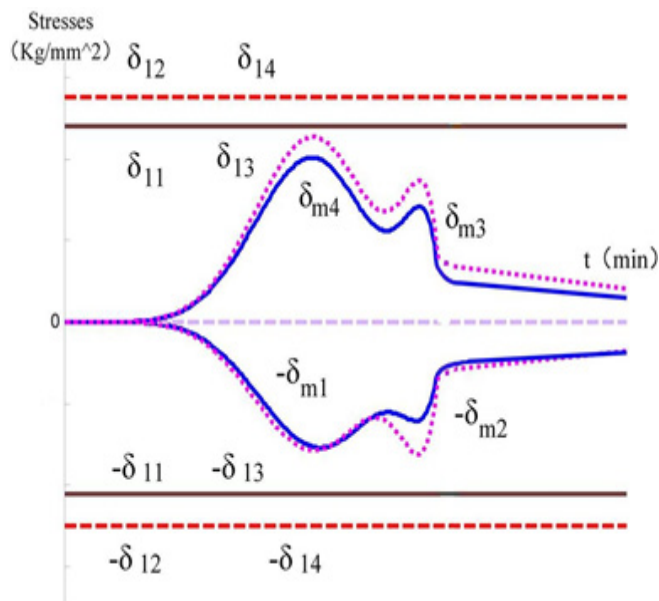 Stresses
（Kg/mm^2）
δ12 δ14
δ11 δ13
δm4 δm3
t（min）
0
-δm1
-δm2
-δ 11 -δ 13
-δ 12 -δ 14